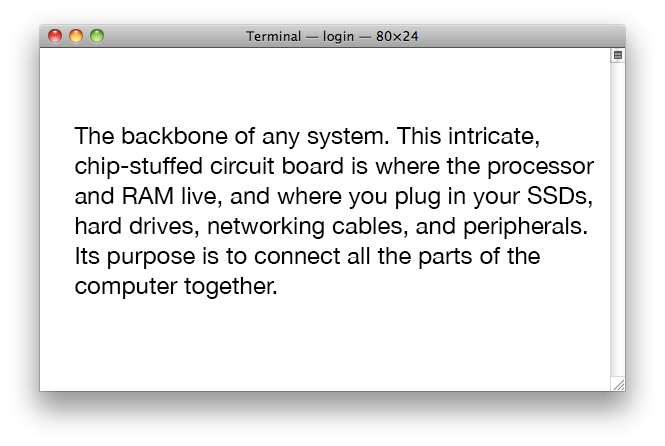 Terminal — login — 80×24
The backbone of any system. This intricate,
chip-stuffed circuit board is where the processor
and RAM live, and where you plug in your SSDs,
hard drives, networking cables, and peripherals.
Its purpose is to connect all the parts of the
computer together.